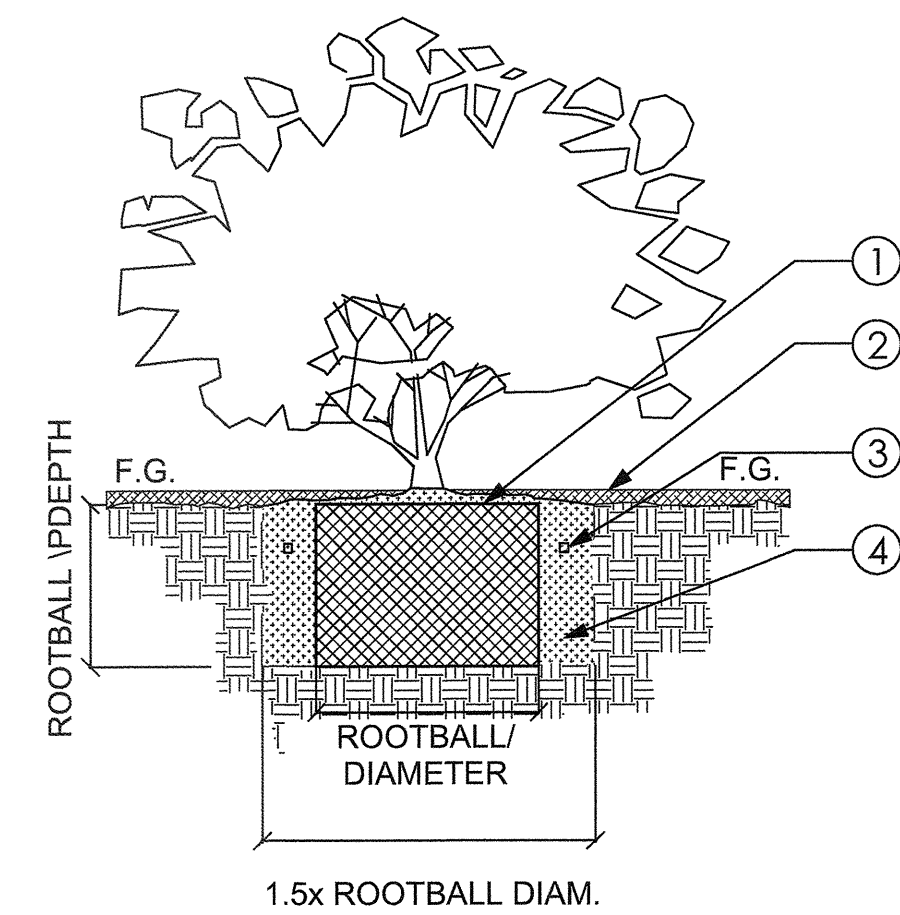 1
2
F.G.
F.G.
3
4
ROOTBALL \PDEPTH
ROOTBALL/
DIAMETER
1.5x ROOTBALL DIAM.